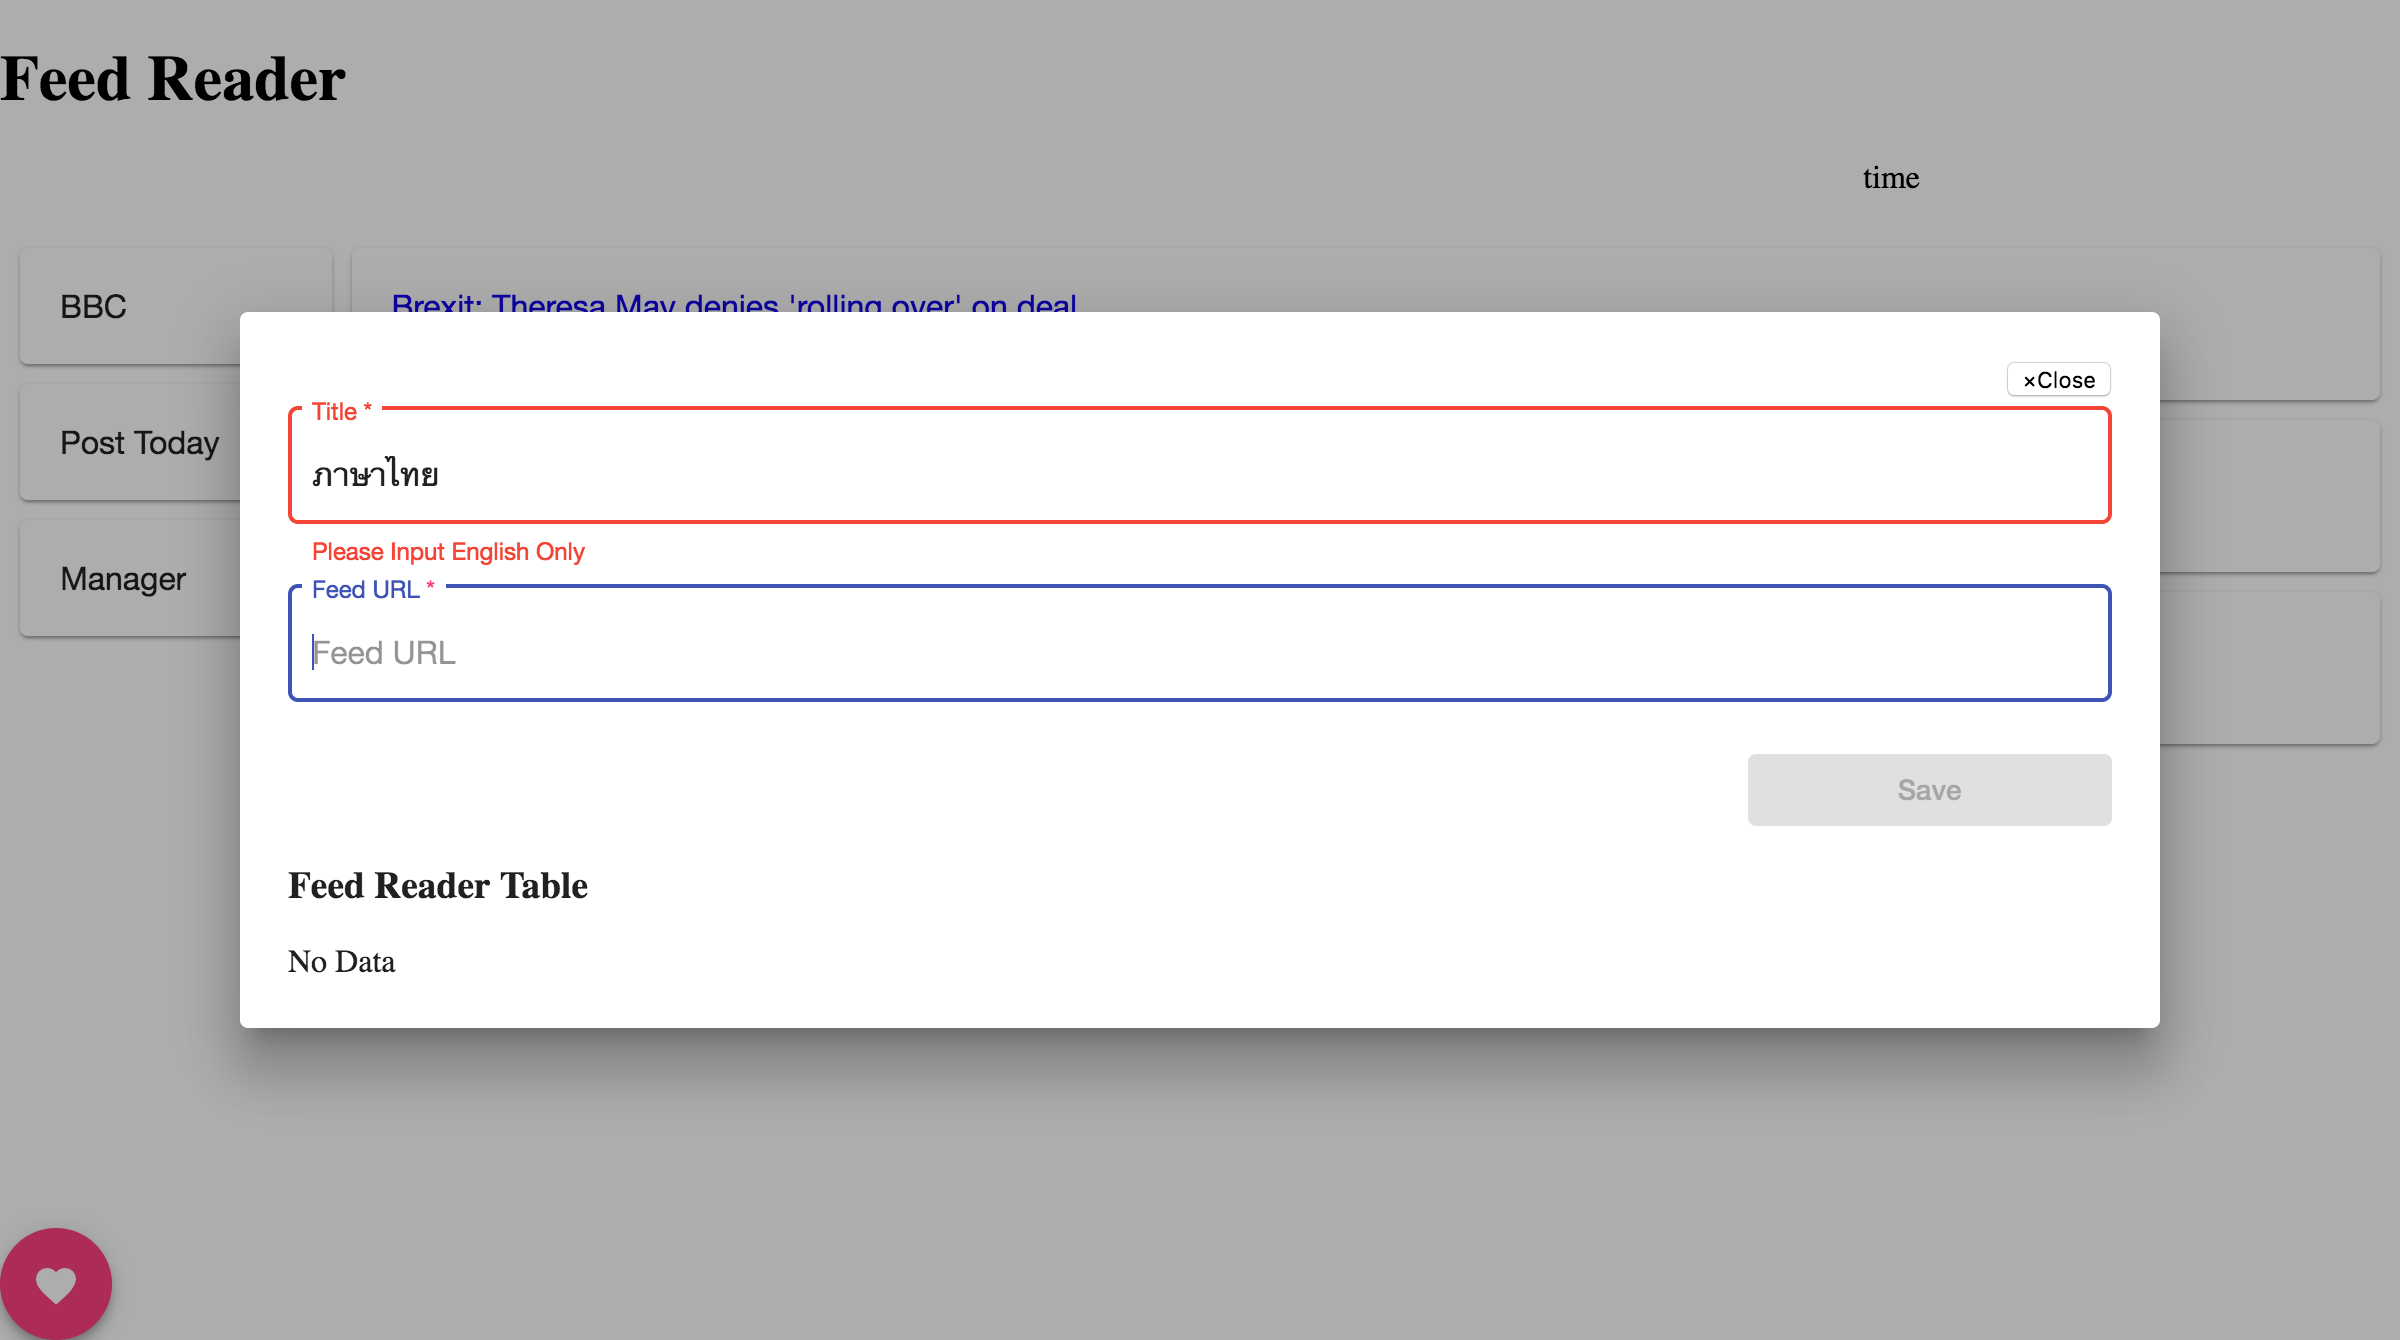 Feed Reader
time
BBC
Brexit: Theresa May denies 'rolling over' on deal
×Close
Title *
Post Today
ภาษาไทย
Please Input English Only
Manager
Feed URL *
Feed URL
Save
Feed Reader Table
No Data